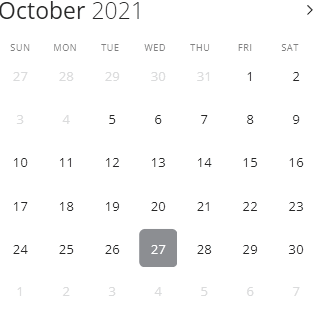 October 2021
SUN MON TUE WED THU FRI SAT
27 28 29 30 31 1 2
3 4 5 6 7 8 9
10 11 12 13 14 15 16
17 18 19 20 21 22 23
24 25 26 27 28 29 30
1 2 3 4 5 6 7